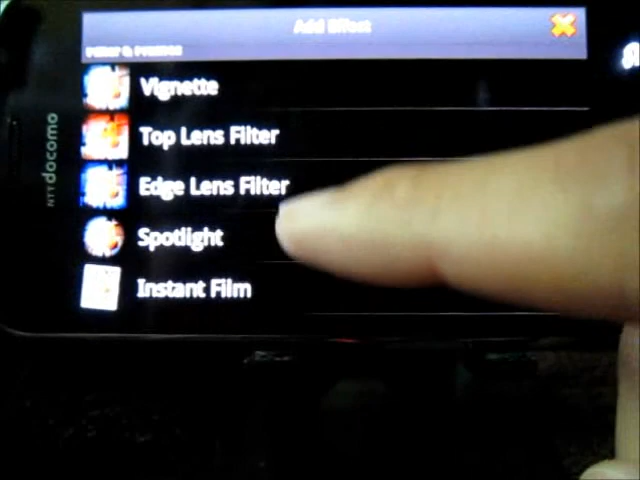 Add Effect
Vignette
Top Lens Filter
Edge Lens Filter
Spotlight
Instant Film
NTT docomo